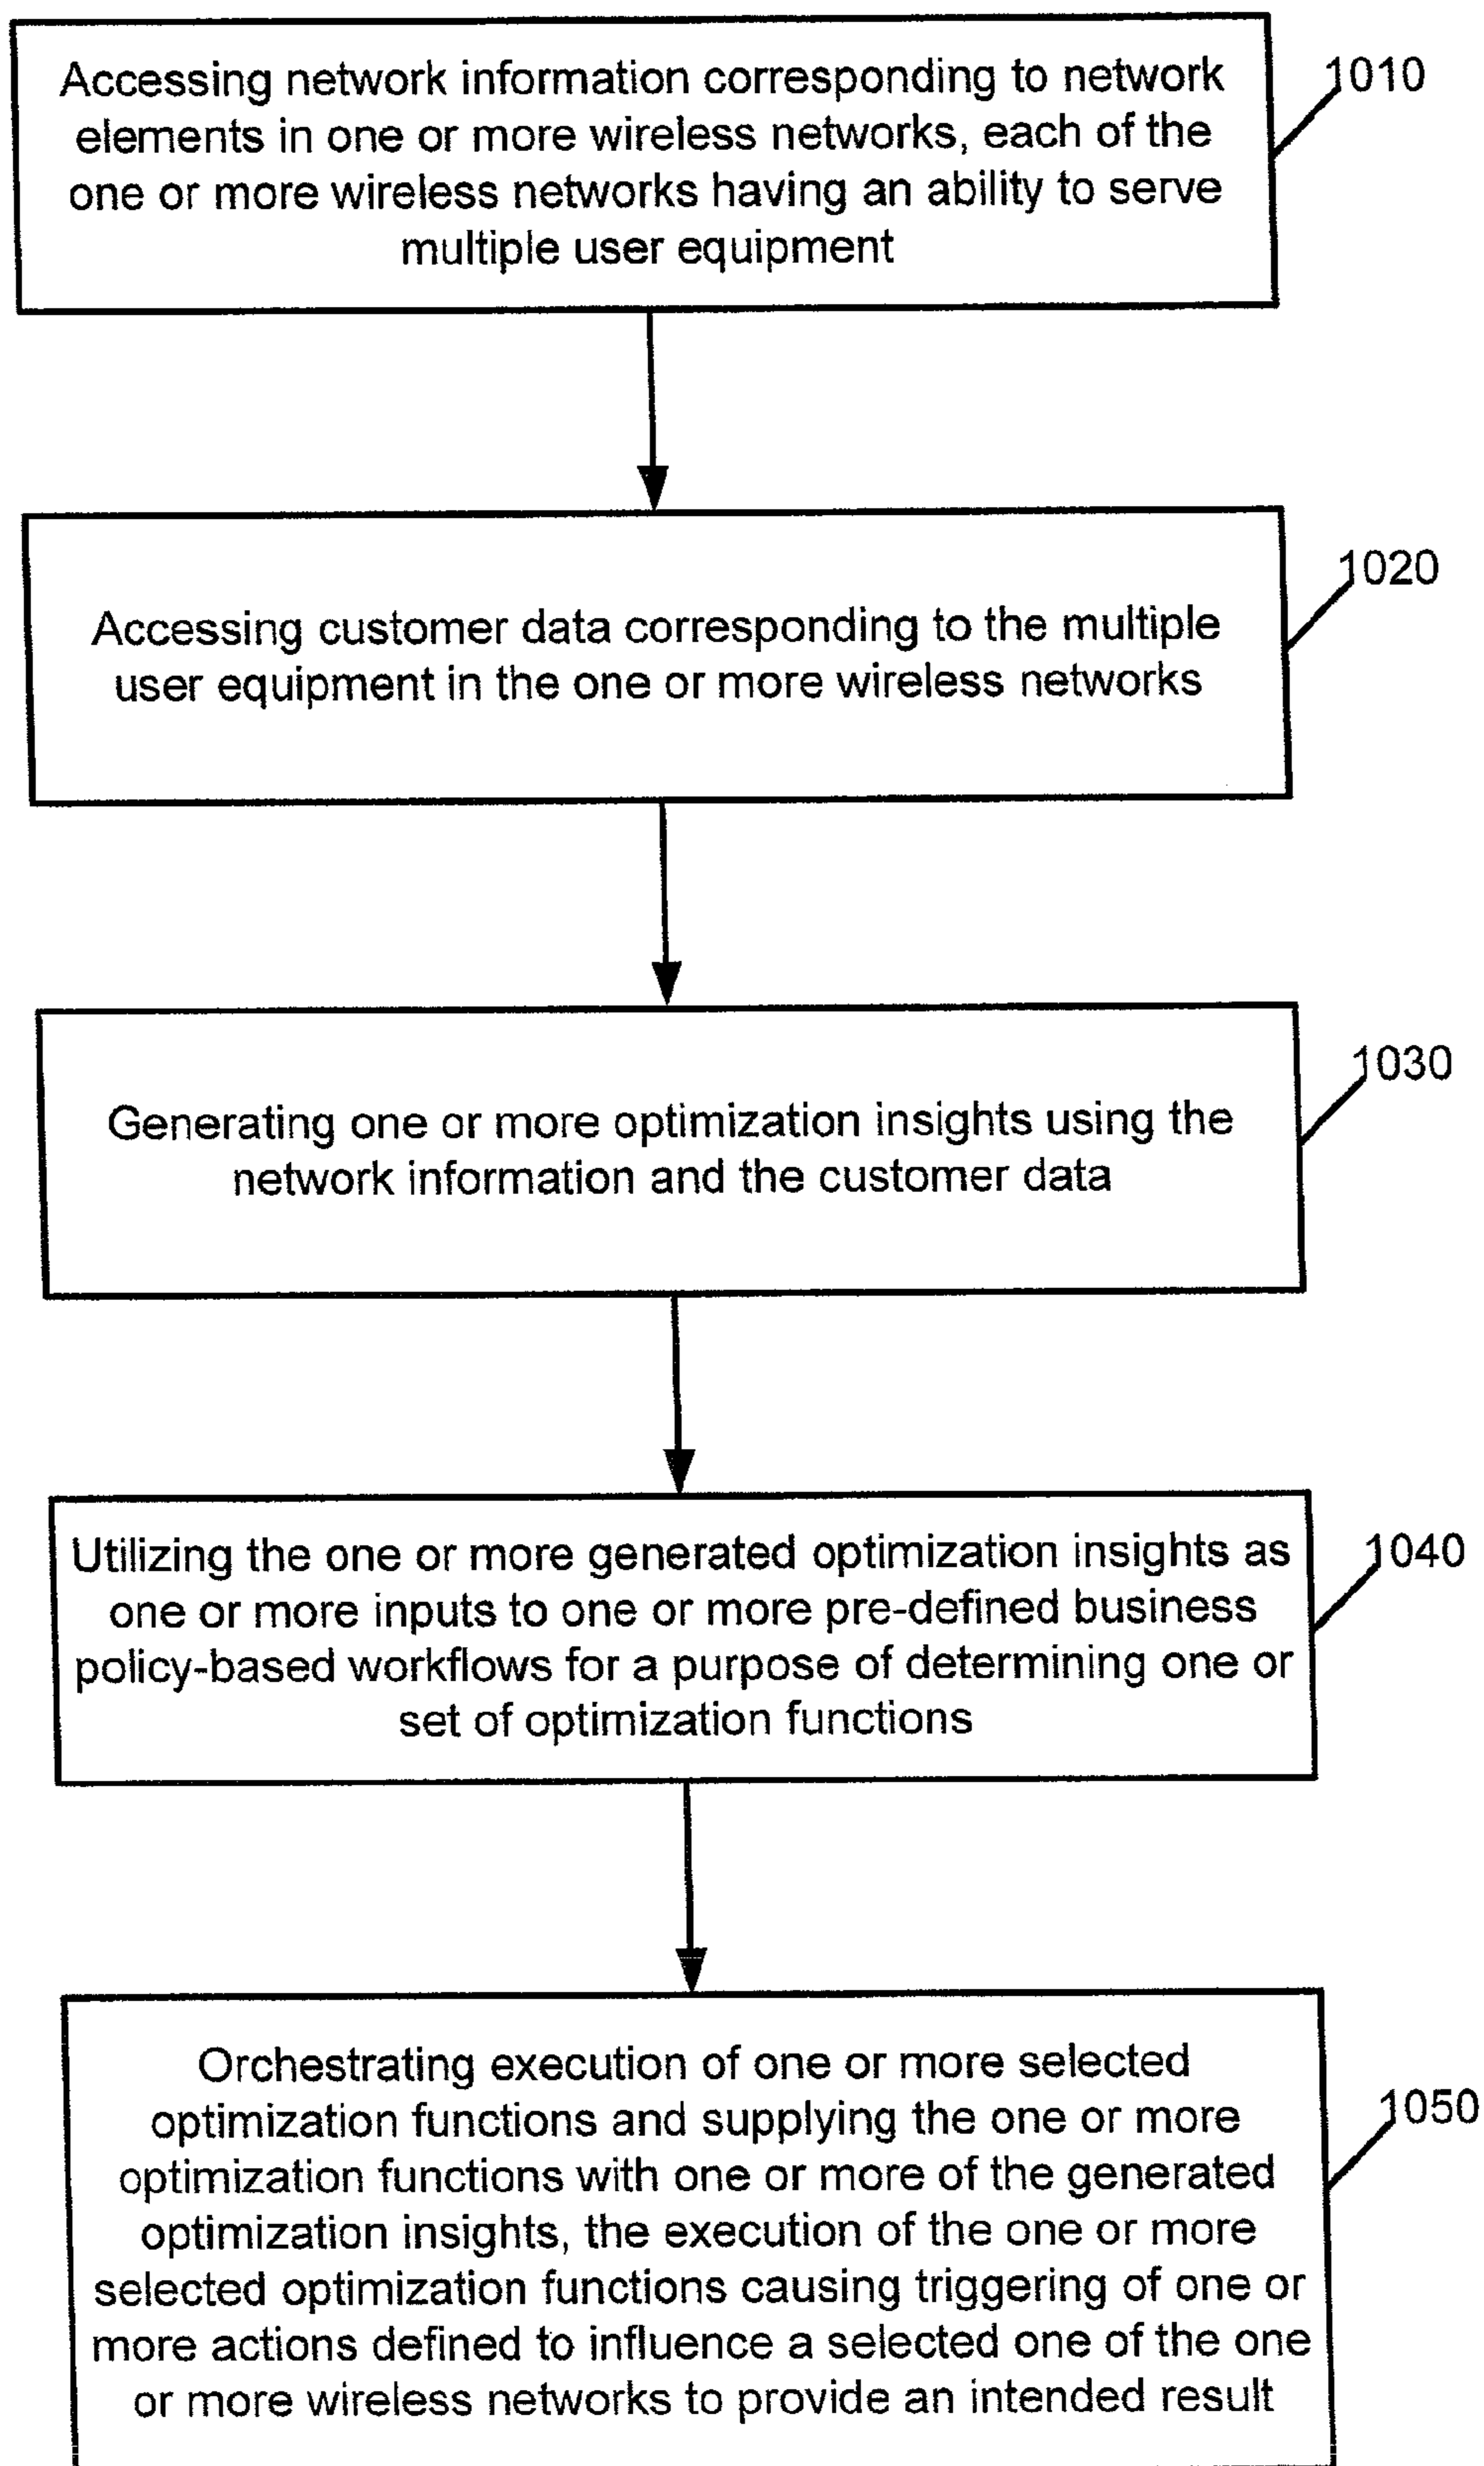 Accessing network information corresponding to network
elements in one or more wireless networks, each of the
one or more wireless networks having an ability to serve
multiple user equipment
1010
Accessing customer data corresponding to the multiple
user equipment in the one or more wireless networks
1020
Generating one or more optimization insights using the
network information and the customer data
1030
Utilizing the one or more generated optimization insights as
one or more inputs to one or more pre-defined business
policy-based workflows for a purpose of determining one or
set of optimization functions
1040
Orchestrating execution of one or more selected
optimization functions and supplying the one or more
optimization functions with one or more of the generated
optimization insights, the execution of the one or more
selected optimization functions causing triggering of one or
more actions defined to influence a selected one of the one
or more wireless networks to provide an intended result
1050